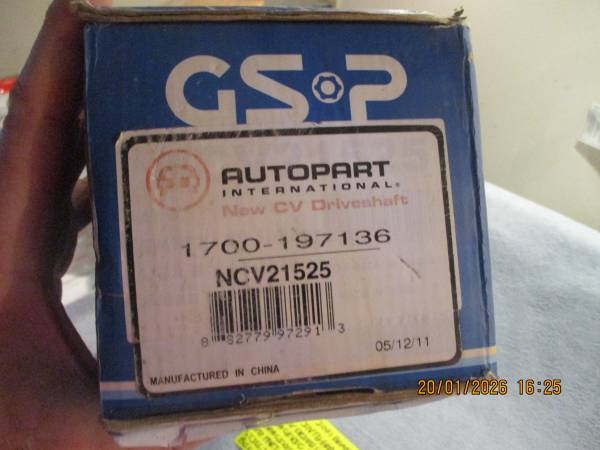 GSP
AUTOPART
INTERNATIONAL®
New CV Driveshaft
1700-197136
NCV21525
8 82779 97291 3
05/12/11
MANUFACTURED IN CHINA
20/01/2026 16:25